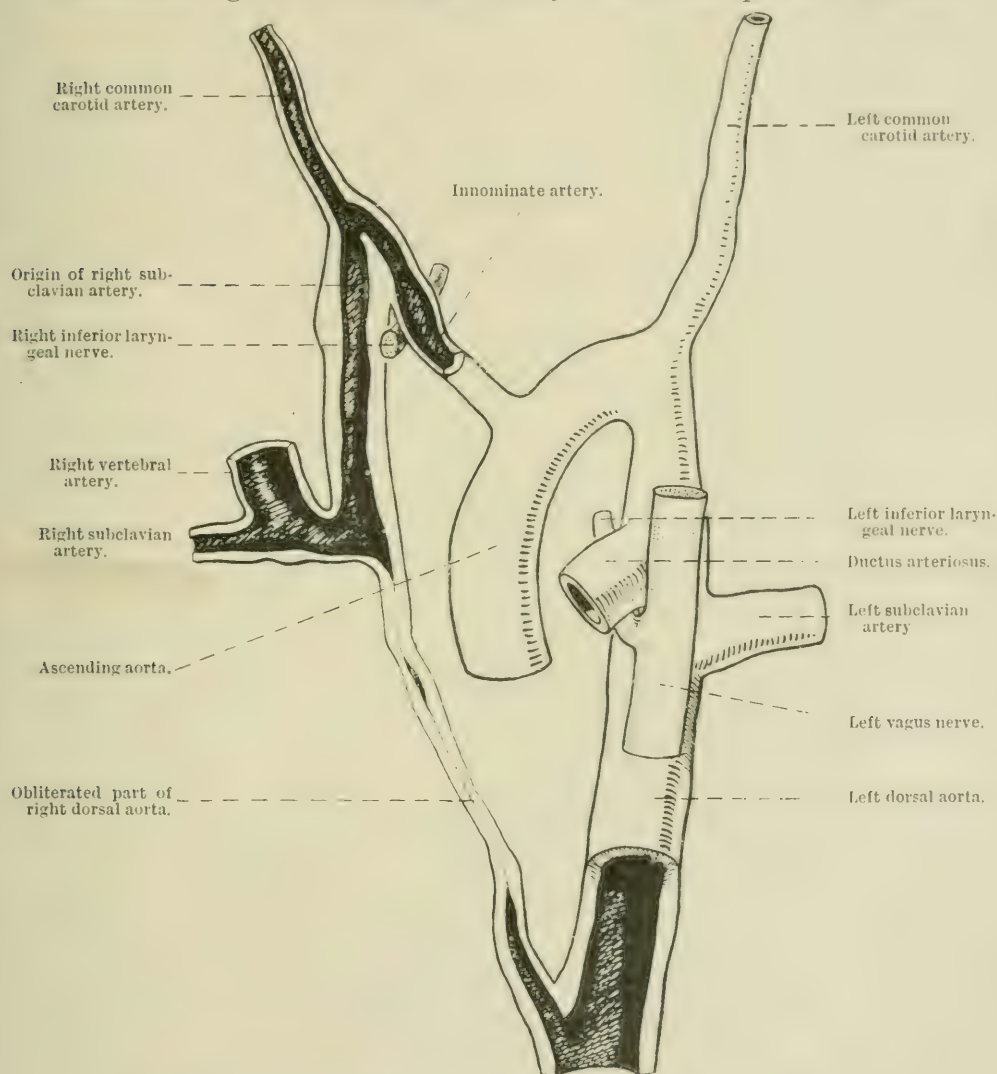 Right common
carotid artery.
Left common
carotid artery.
Innominate artery.
Origin of right sub-
clavian artery.
Right inferior laryn-
geal nerve.
Right vertebral
artery.
Right subclavian
artery.
Left inferior laryn-
geal nerve.
Ductus arteriosus.
Left subclavian
artery
Ascending aorta.
Left vagus nerve.
Obliterated part of
right dorsal aorta.
Left dorsal aorta.